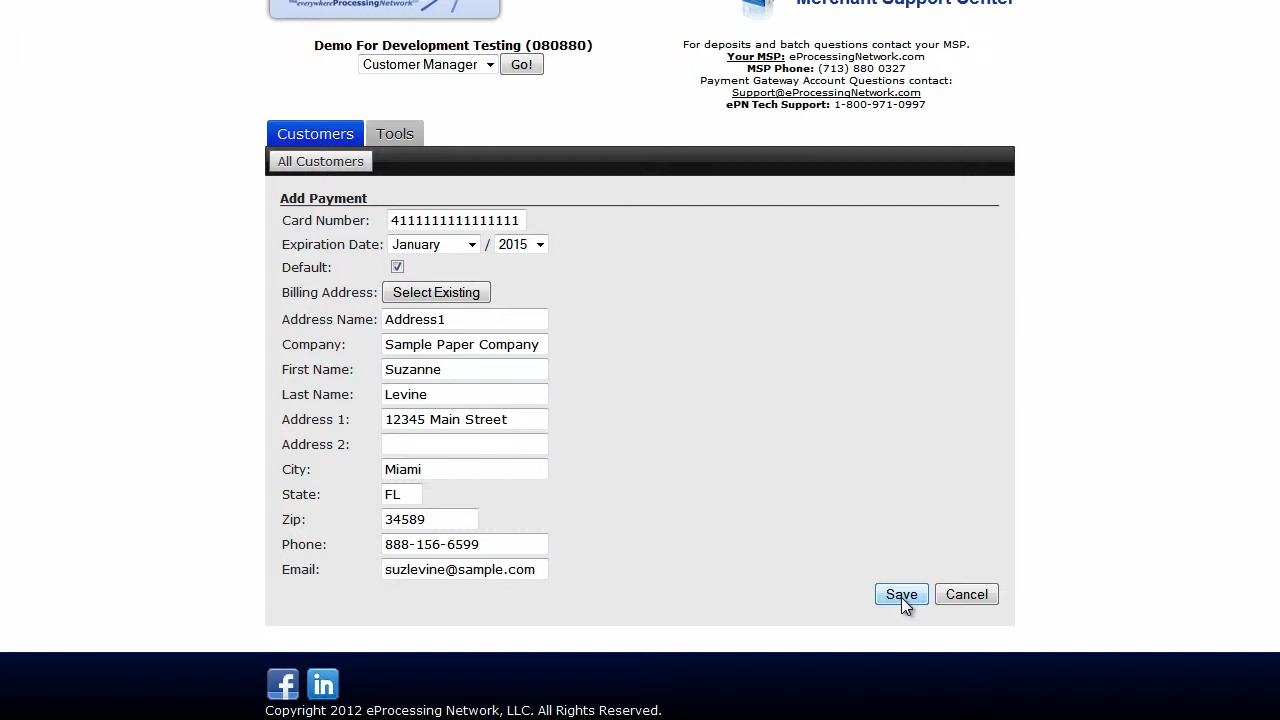 everywhereProcessingNetwork
Merchant Support Center
Demo For Development Testing (080880)
Customer Manager Go!
For deposits and batch questions contact your MSP.
Your MSP: eProcessingNetwork.com
MSP Phone: (713) 880 0327
Payment Gateway Account Questions contact:
Support@eProcessingNetwork.com
ePN Tech Support: 1-800-971-0997
Customers Tools
All Customers
Add Payment
Card Number: 4111111111111111
Expiration Date: January / 2015
Default:
Billing Address: Select Existing
Address Name: Address1
Company: Sample Paper Company
First Name: Suzanne
Last Name: Levine
Address 1: 12345 Main Street
Address 2:
City: Miami
State: FL
Zip: 34589
Phone: 888-156-6599
Email: suzlevine@sample.com
Save Cancel
f in
Copyright 2012 eProcessing Network, LLC. All Rights Reserved.